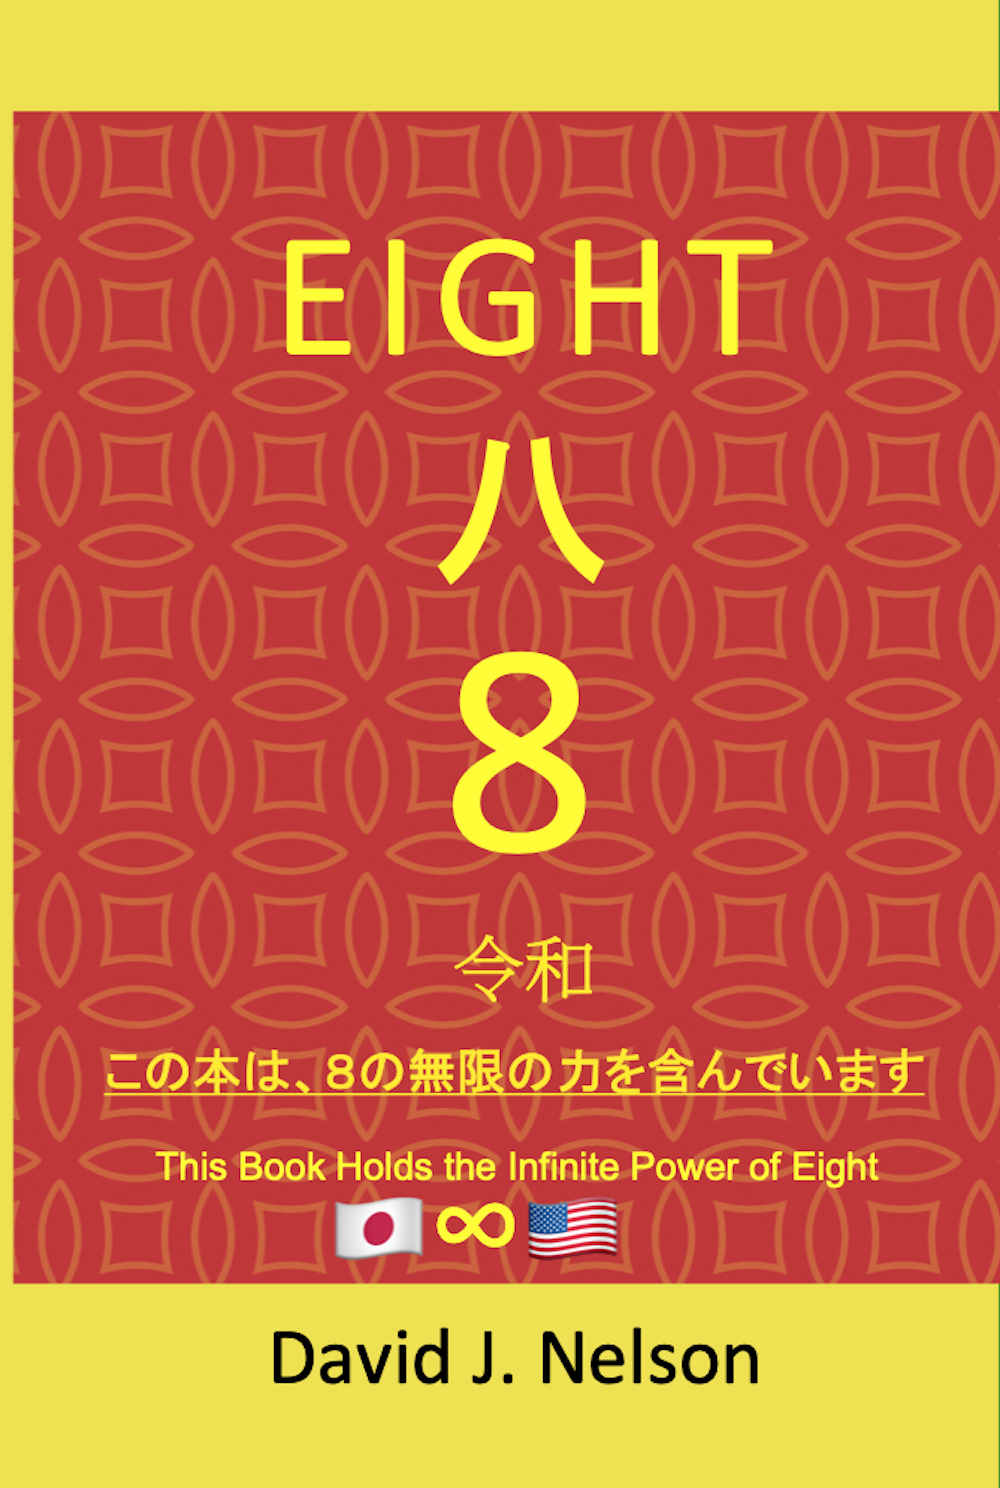 EIGHT
八
8
令和
この本は、８の無限の力を含んでいます
This Book Holds the Infinite Power of Eight
🇯🇵 ∞ 🇺🇸
David J. Nelson